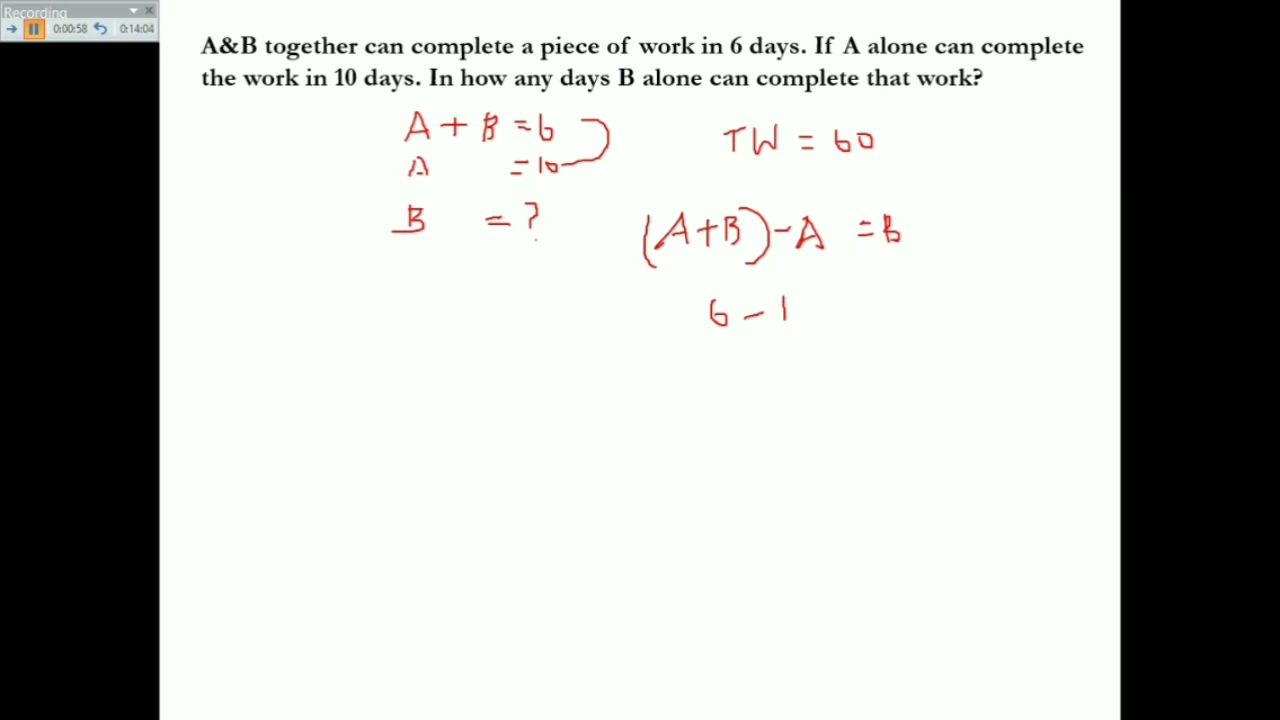 Recording
0:00:58 0:14:04
A&B together can complete a piece of work in 6 days. If A alone can complete
the work in 10 days. In how any days B alone can complete that work?
A + B = 6
A = 10
B = ?
TW = 60
(A+B) - A = B
6 - 1